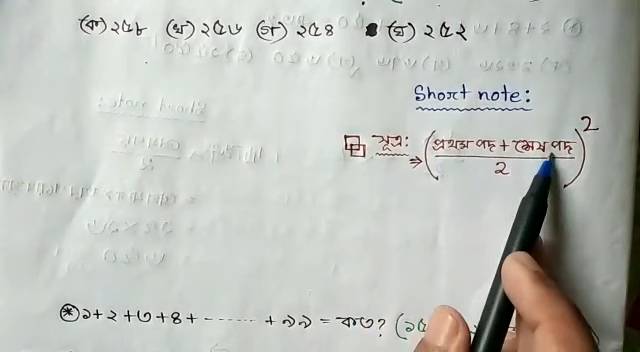 (ক) ২৫৮ (খ) ২৫৬ (গ) ২৫৪ (ঘ) ২৫২
Short note:
সূত্র: ⇒ (প্রথম পদ + শেষ পদ / 2)²
* ১ + ২ + ৩ + ৪ + ....... + ৯৯ = কত?